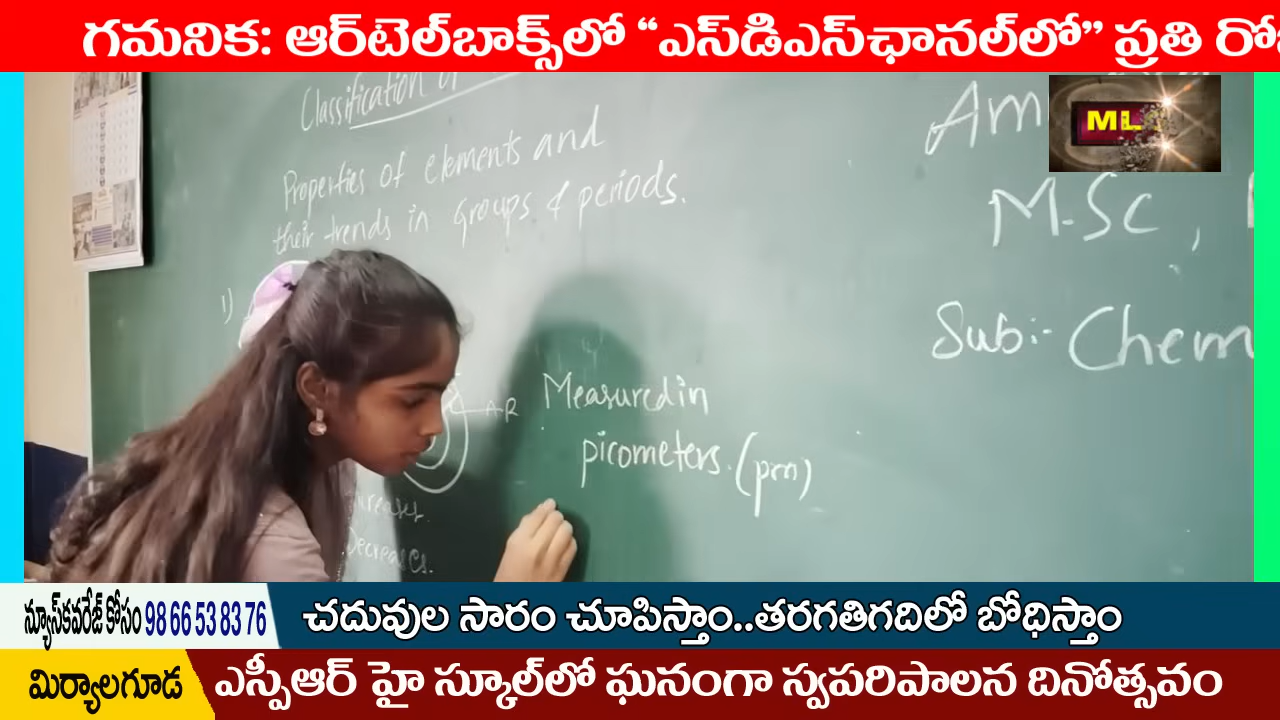 గమనిక: ఆర్‌టెల్‌బాక్స్‌లో “ఎస్‌డిఎస్‌ఛానల్‌లో” ప్రతి
ML
Classification of
Properties of elements and
their trends in groups & periods.
1)
AR
Measured in
picometers. (pm)
Increases.
Decreases.
Am
M.Sc,
Sub:- Chem
న్యూస్‌కవరేజ్ కోసం 98 66 53 83 76
చదువుల సారం చూపిస్తాం..తరగతిగదిలో బోధిస్తాం
మిర్యాలగూడ
ఎస్పీఆర్ హై స్కూల్‌లో ఘనంగా స్వపరిపాలన దినోత్సవం